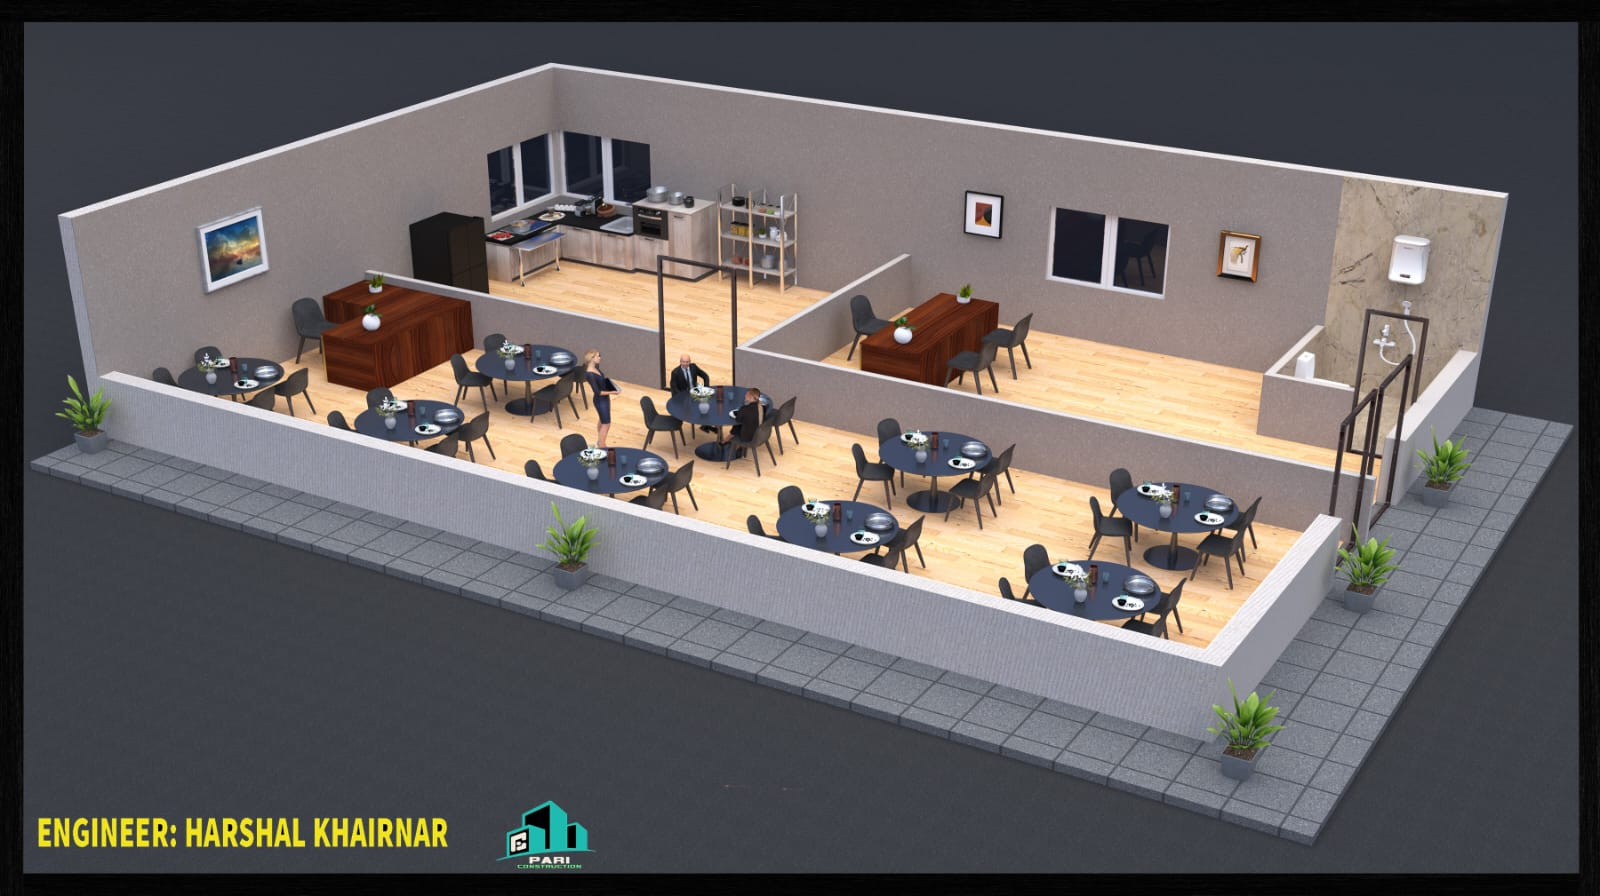 ENGINEER: HARSHAL KHAIRNAR
PARI
CONSTRUCTION